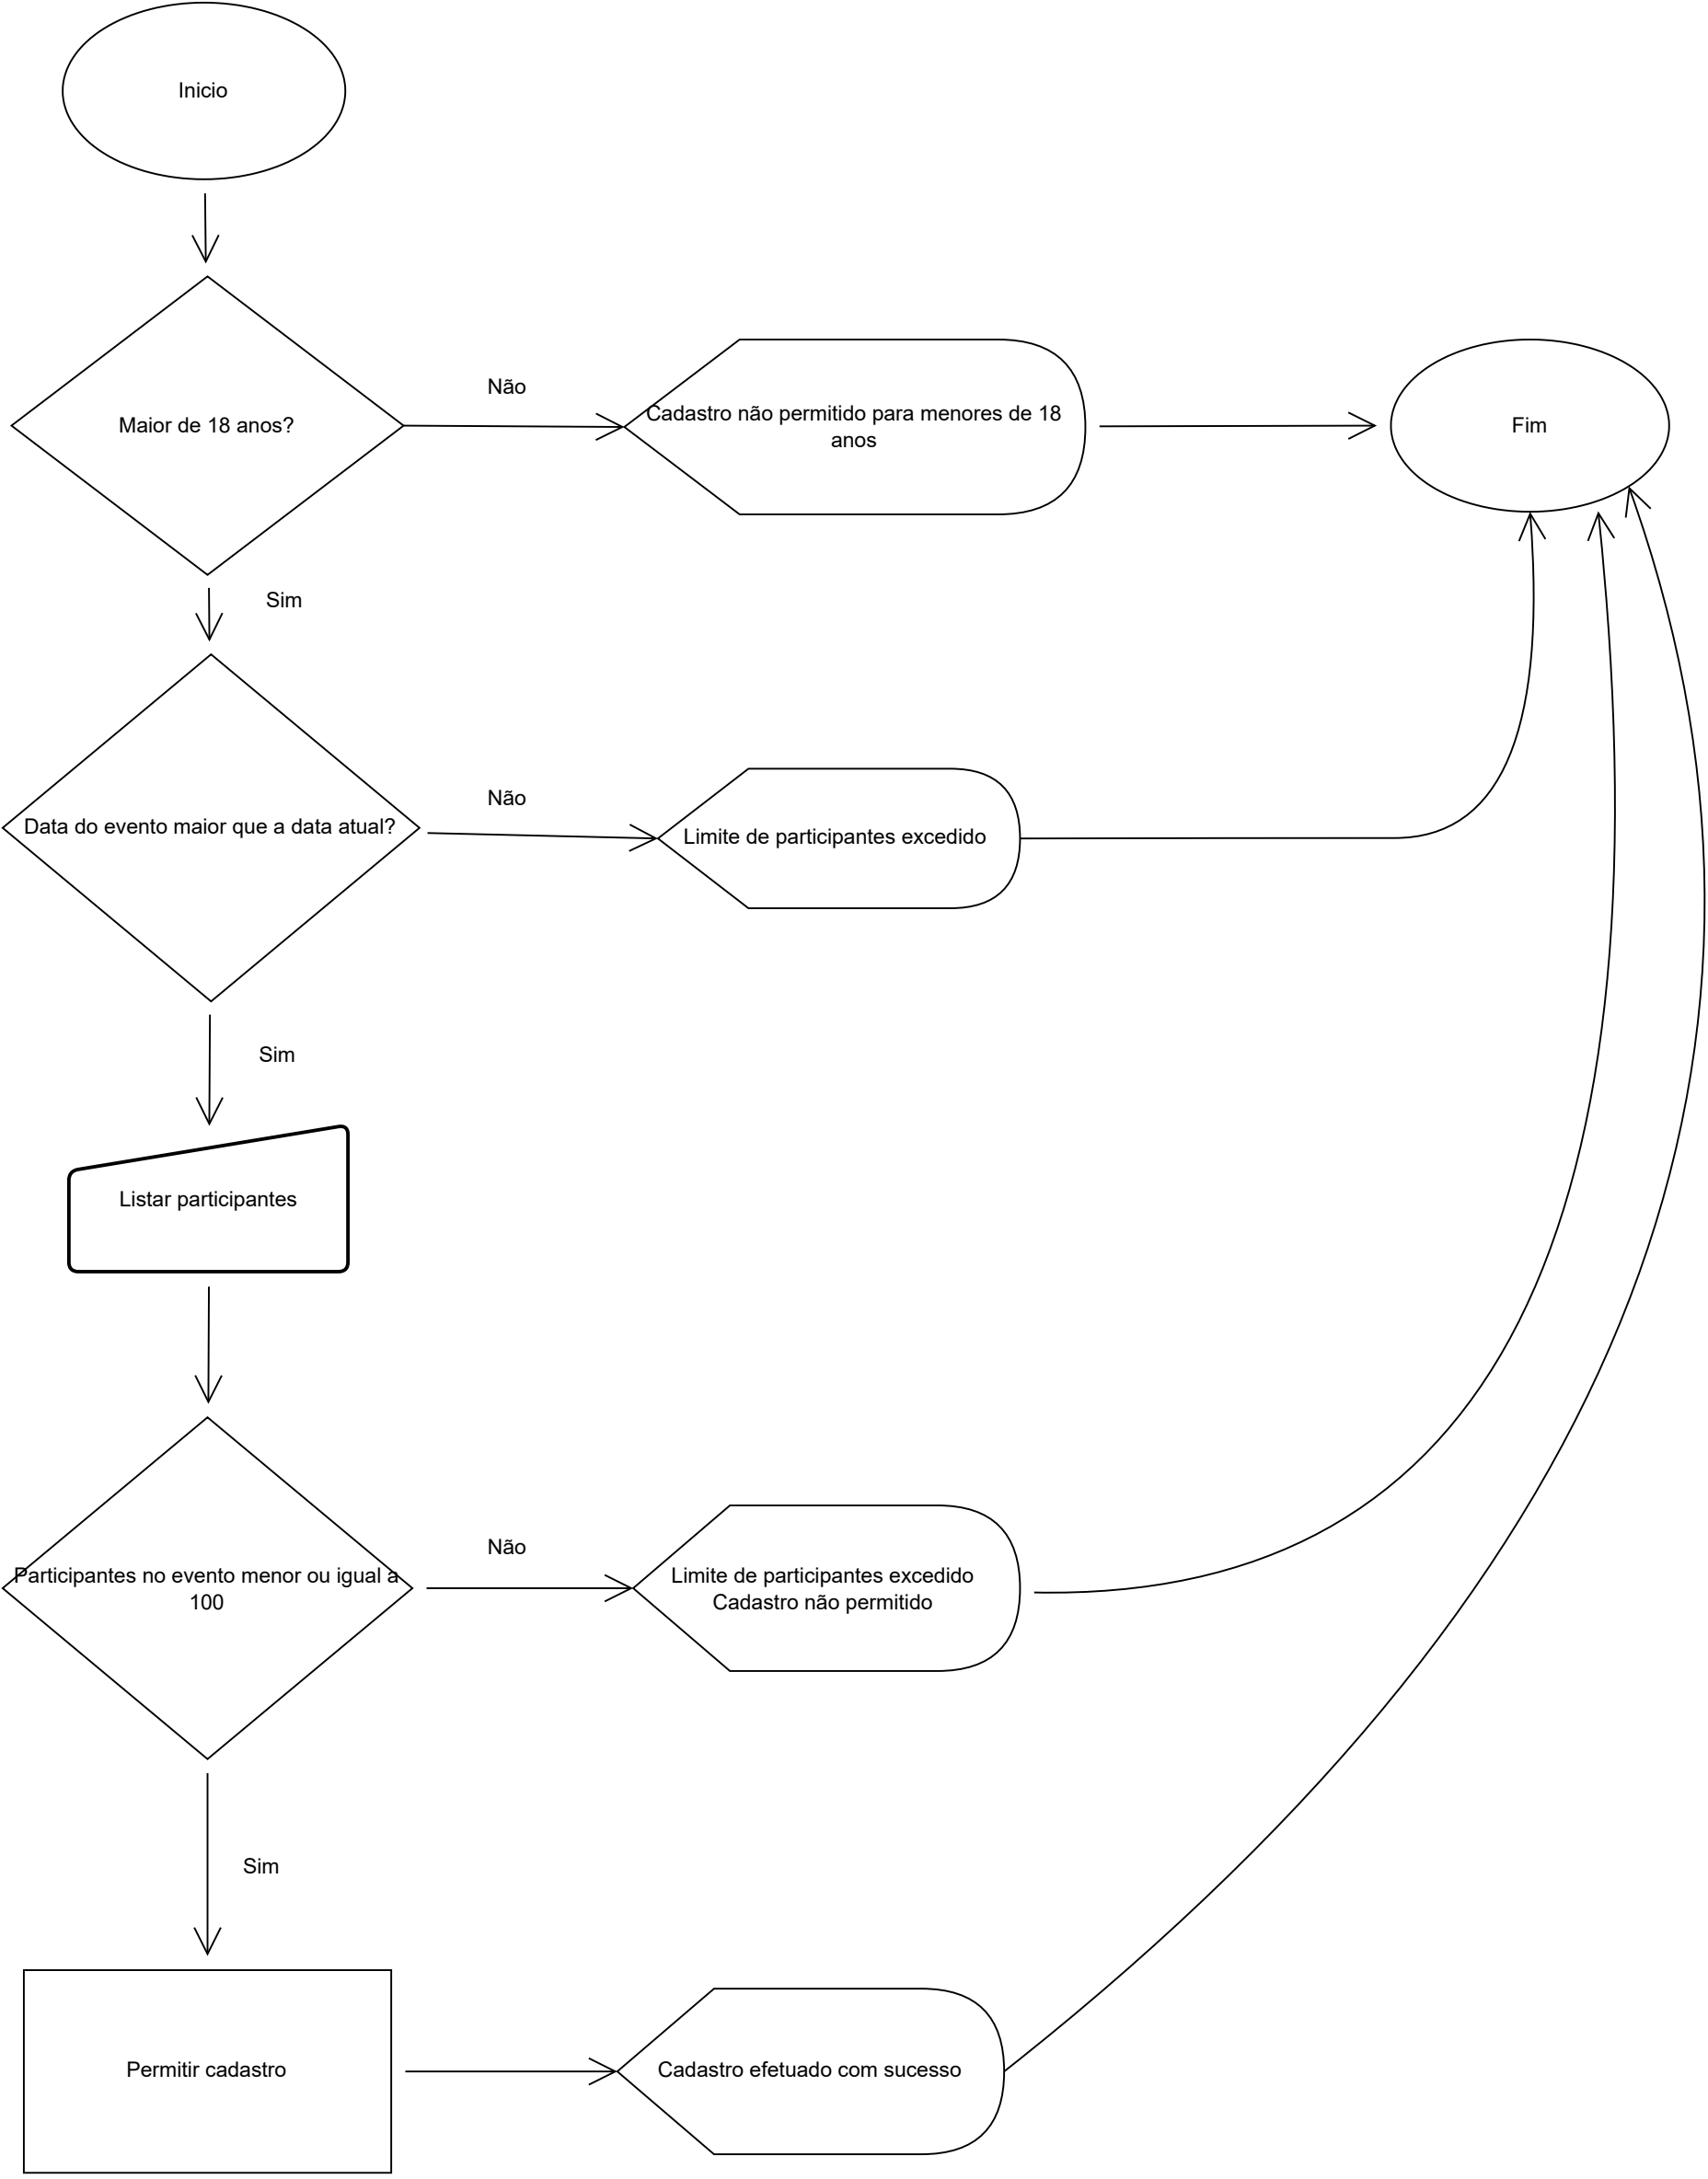 Inicio
Não
Maior de 18 anos?
Cadastro não permitido para menores de 18
anos
Fim
Sim
Não
Data do evento maior que a data atual?
Limite de participantes excedido
Sim
Listar participantes
Não
Participantes no evento menor ou igual a
100
Limite de participantes excedido
Cadastro não permitido
Sim
Permitir cadastro
Cadastro efetuado com sucesso